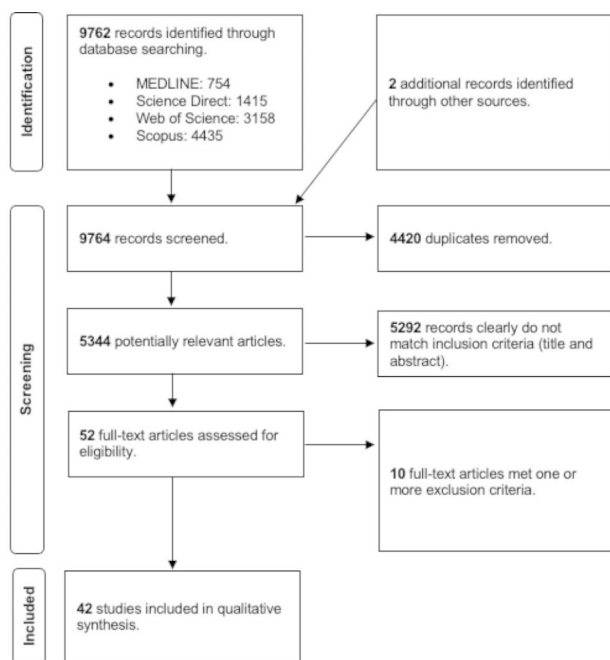 Identification
9762 records identified through
database searching.
• MEDLINE: 754
• Science Direct: 1415
• Web of Science: 3158
• Scopus: 4435
2 additional records identified
through other sources.
Screening
9764 records screened.
4420 duplicates removed.
5344 potentially relevant articles.
5292 records clearly do not
match inclusion criteria (title and
abstract).
52 full-text articles assessed for
eligibility.
10 full-text articles met one or
more exclusion criteria.
Included
42 studies included in qualitative
synthesis.